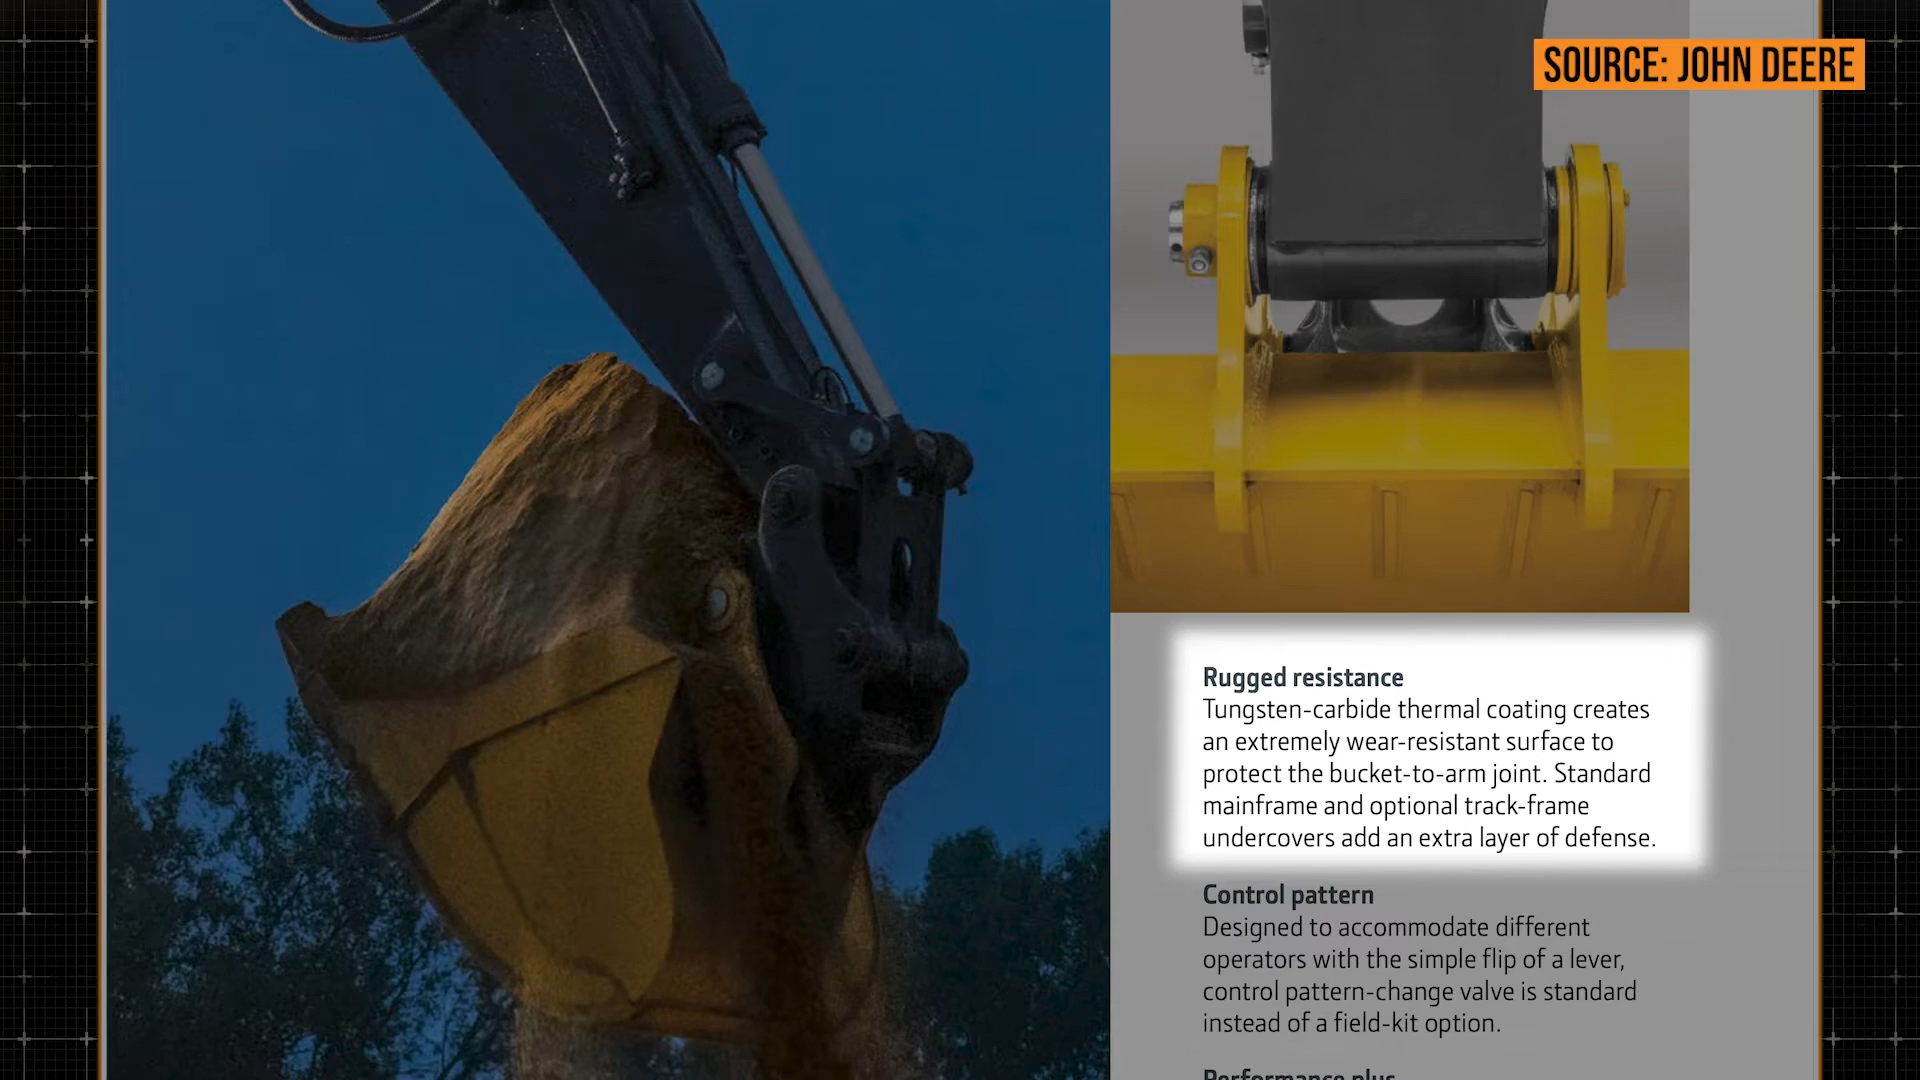 SOURCE: JOHN DEERE
Rugged resistance
Tungsten-carbide thermal coating creates
an extremely wear-resistant surface to
protect the bucket-to-arm joint. Standard
mainframe and optional track-frame
undercovers add an extra layer of defense.
Control pattern
Designed to accommodate different
operators with the simple flip of a lever,
control pattern-change valve is standard
instead of a field-kit option.
Performance plus